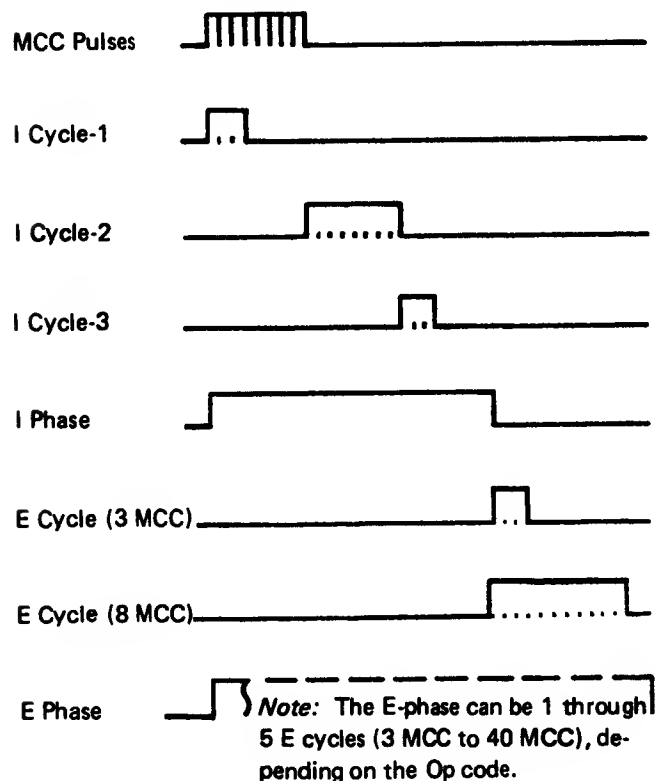 MCC Pulses
I Cycle-1
I Cycle-2
I Cycle-3
I Phase
E Cycle (3 MCC)
E Cycle (8 MCC)
E Phase
Note: The E-phase can be 1 through
5 E cycles (3 MCC to 40 MCC), de-
pending on the Op code.